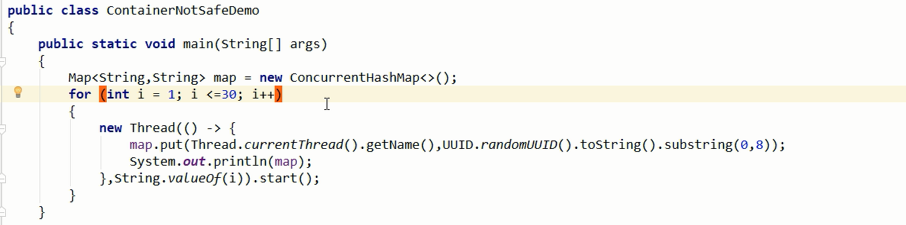 public class ContainerNotSafeDemo
{
    public static void main(String[] args)
    {
        Map<String,String> map = new ConcurrentHashMap<>();
        for (int i = 1; i <=30; i++)
        {
            new Thread(() -> {
                map.put(Thread.currentThread().getName(),UUID.randomUUID().toString().substring(0,8));
                System.out.println(map);
            },String.valueOf(i)).start();
        }
    }